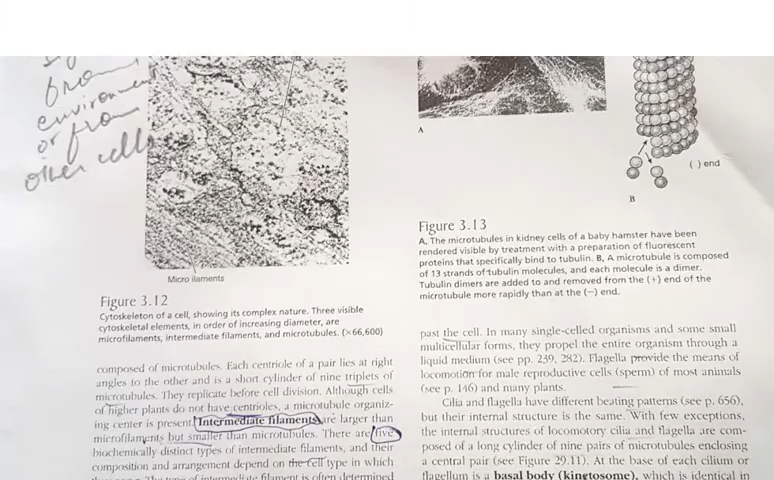 from
environment
or from
other cells
Micro ilaments
Figure 3.12
Cytoskeleton of a cell, showing its complex nature. Three visible
cytoskeletal elements, in order of increasing diameter, are
microfilaments, intermediate filaments, and microtubules. (×66,600)
composed of microtubules. Each centriole of a pair lies at right
angles to the other and is a short cylinder of nine triplets of
microtubules. They replicate before cell division. Although cells
of higher plants do not have centrioles, a microtubule organiz-
ing center is present. Intermediate filaments are larger than
microfilaments but smaller than microtubules. There are five
biochemically distinct types of intermediate filaments, and their
composition and arrangement depend on the cell type in which
The type of intermediate filament is often determined
A
B
( ) end
Figure 3.13
A, The microtubules in kidney cells of a baby hamster have been
rendered visible by treatment with a preparation of fluorescent
proteins that specifically bind to tubulin. B, A microtubule is composed
of 13 strands of tubulin molecules, and each molecule is a dimer.
Tubulin dimers are added to and removed from the (+) end of the
microtubule more rapidly than at the (−) end.
past the cell. In many single-celled organisms and some small
multicellular forms, they propel the entire organism through a
liquid medium (see pp. 239, 282). Flagella provide the means of
locomotion for male reproductive cells (sperm) of most animals
(see p. 146) and many plants.
Cilia and flagella have different beating patterns (see p. 656),
but their internal structure is the same. With few exceptions,
the internal structures of locomotory cilia and flagella are com-
posed of a long cylinder of nine pairs of microtubules enclosing
a central pair (see Figure 29.11). At the base of each cilium or
flagellum is a basal body (kinetosome), which is identical in